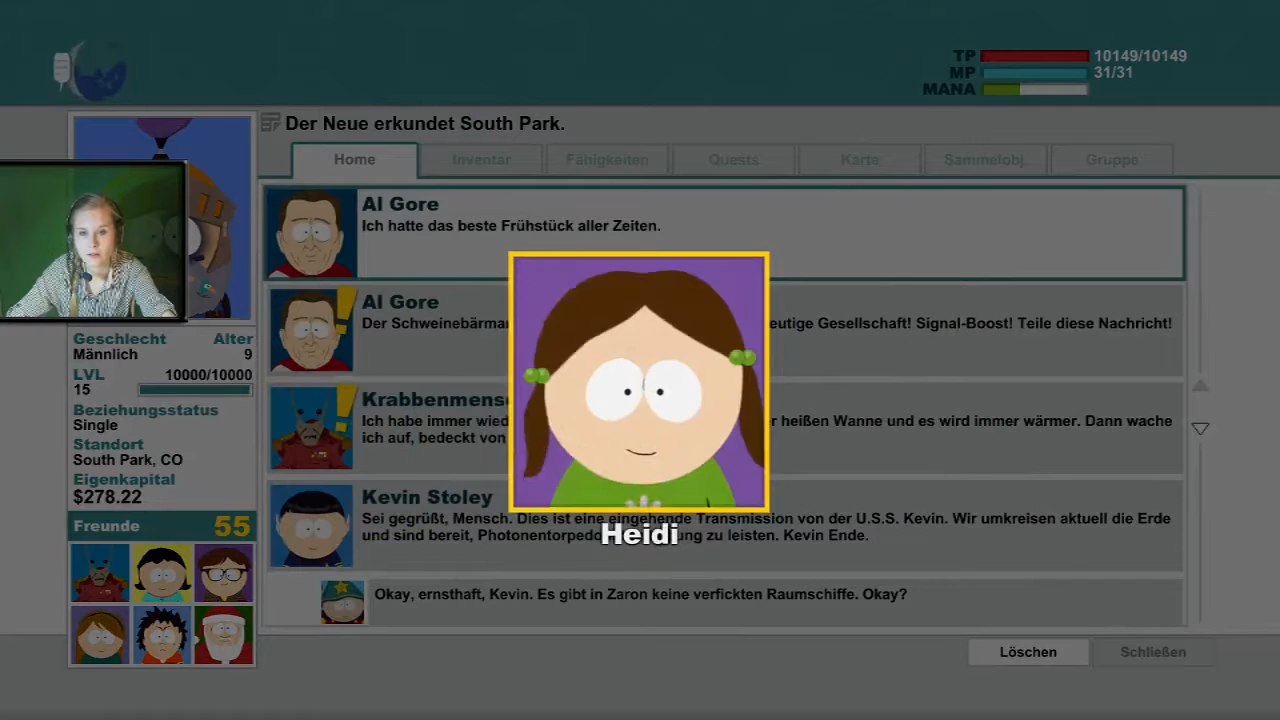 TP 10149/10149
MP 31/31
MANA
Der Neue erkundet South Park.
Home Inventar Fähigkeiten Quests Karte Sammelobj. Gruppe
Al Gore
Ich hatte das beste Frühstück aller Zeiten.
Al Gore
Der Schweinebärma eutige Gesellschaft! Signal-Boost! Teile diese Nachricht!
Krabbenmens
Ich habe immer wied r heißen Wanne und es wird immer wärmer. Dann wache
ich auf, bedeckt von
Kevin Stoley
Sei gegrüßt, Mensch. Dies ist eine eingehende Transmission von der U.S.S. Kevin. Wir umkreisen aktuell die Erde
und sind bereit, Photonentorpedo ung zu leisten. Kevin Ende.
Okay, ernsthaft, Kevin. Es gibt in Zaron keine verfickten Raumschiffe. Okay?
Heidi
Geschlecht Alter
Männlich 9
LVL 10000/10000
15
Beziehungsstatus
Single
Standort
South Park, CO
Eigenkapital
$278.22
Freunde 55
Löschen Schließen